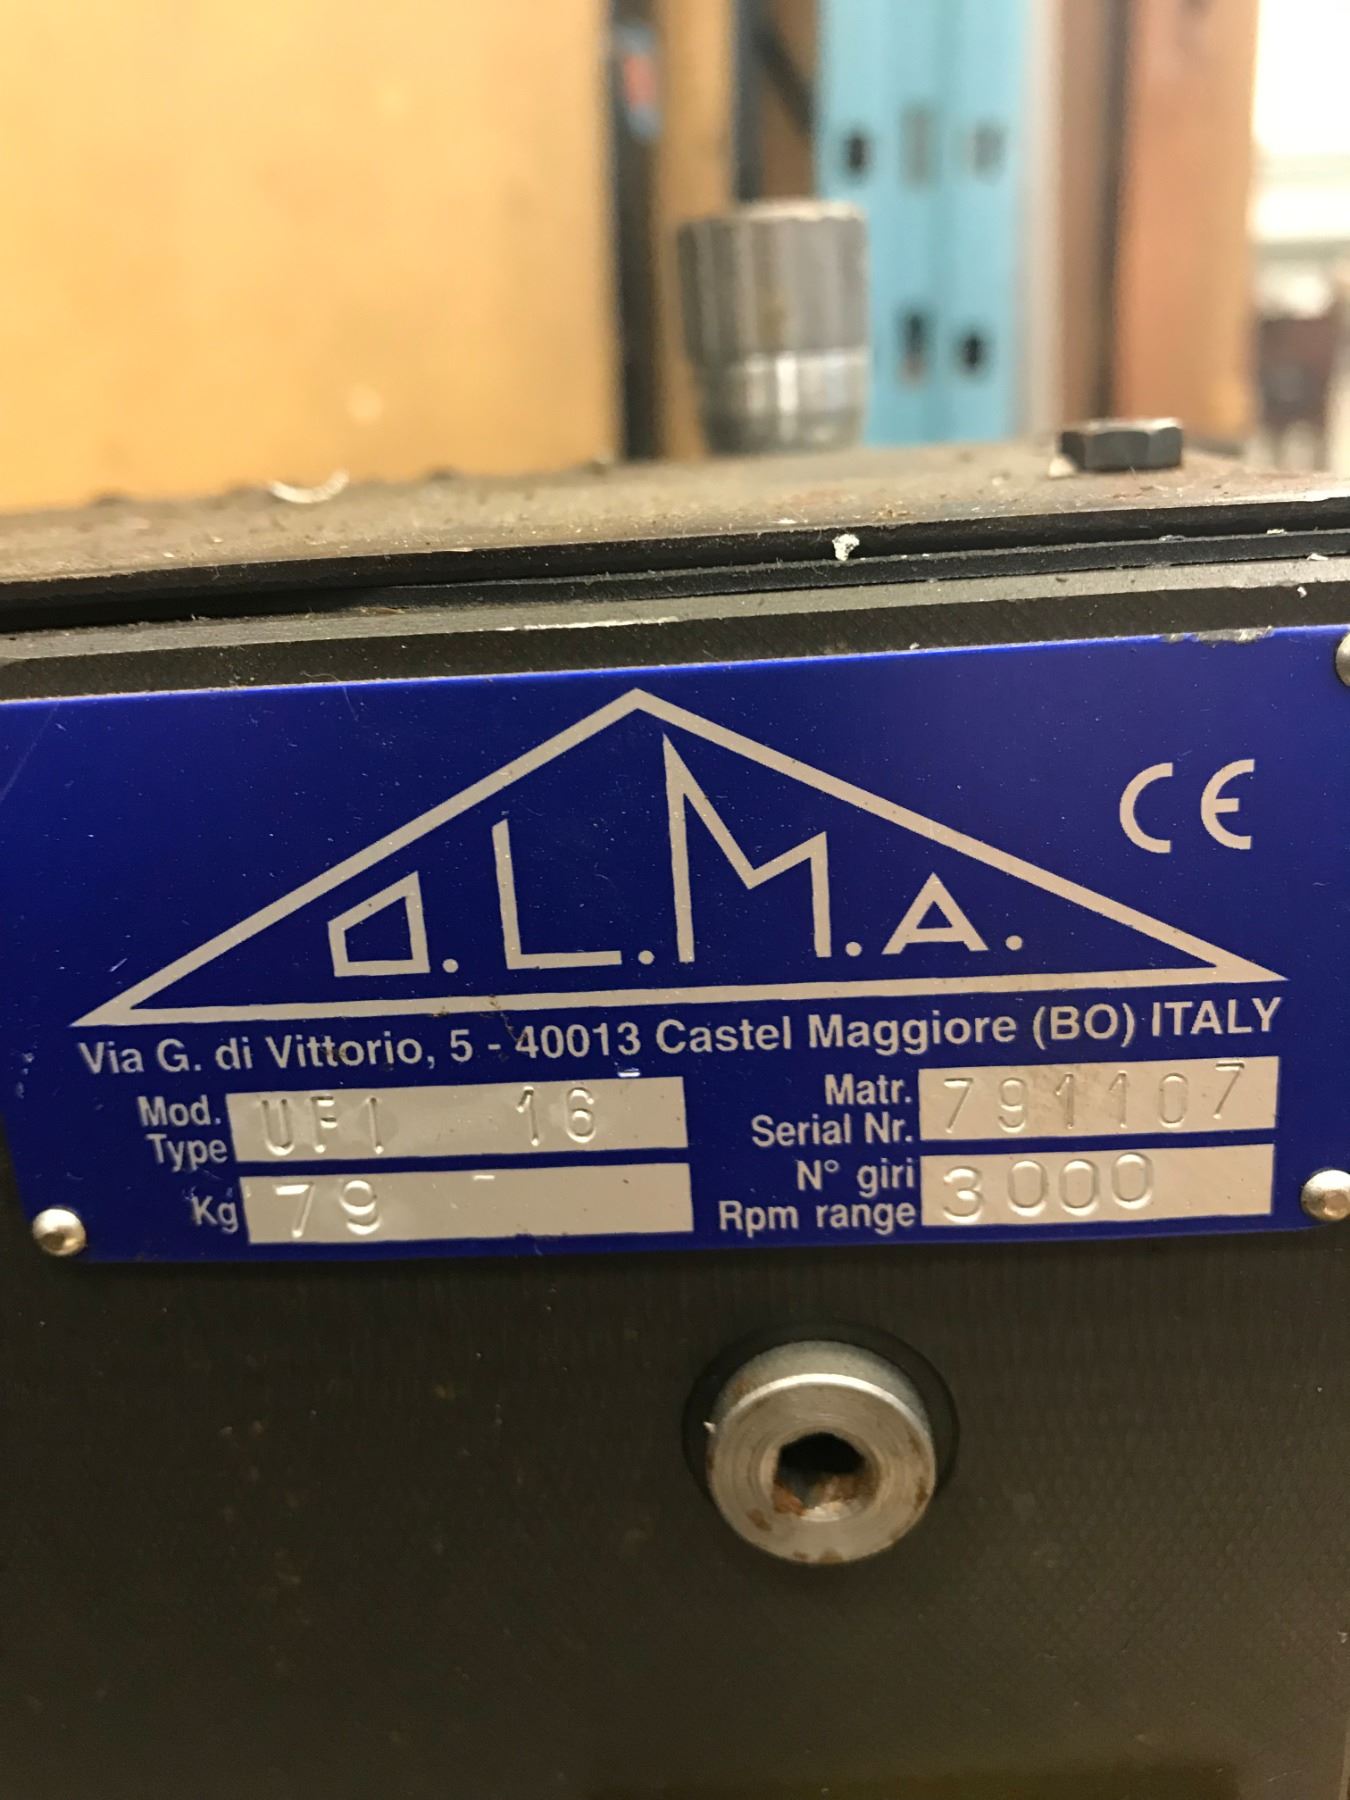 O.L.M.A.
CE
Via G. di Vittorio, 5 - 40013 Castel Maggiore (BO) ITALY
Mod. Type UFI 16
Matr. Serial Nr. 791107
Kg 79
N° giri Rpm range 3000